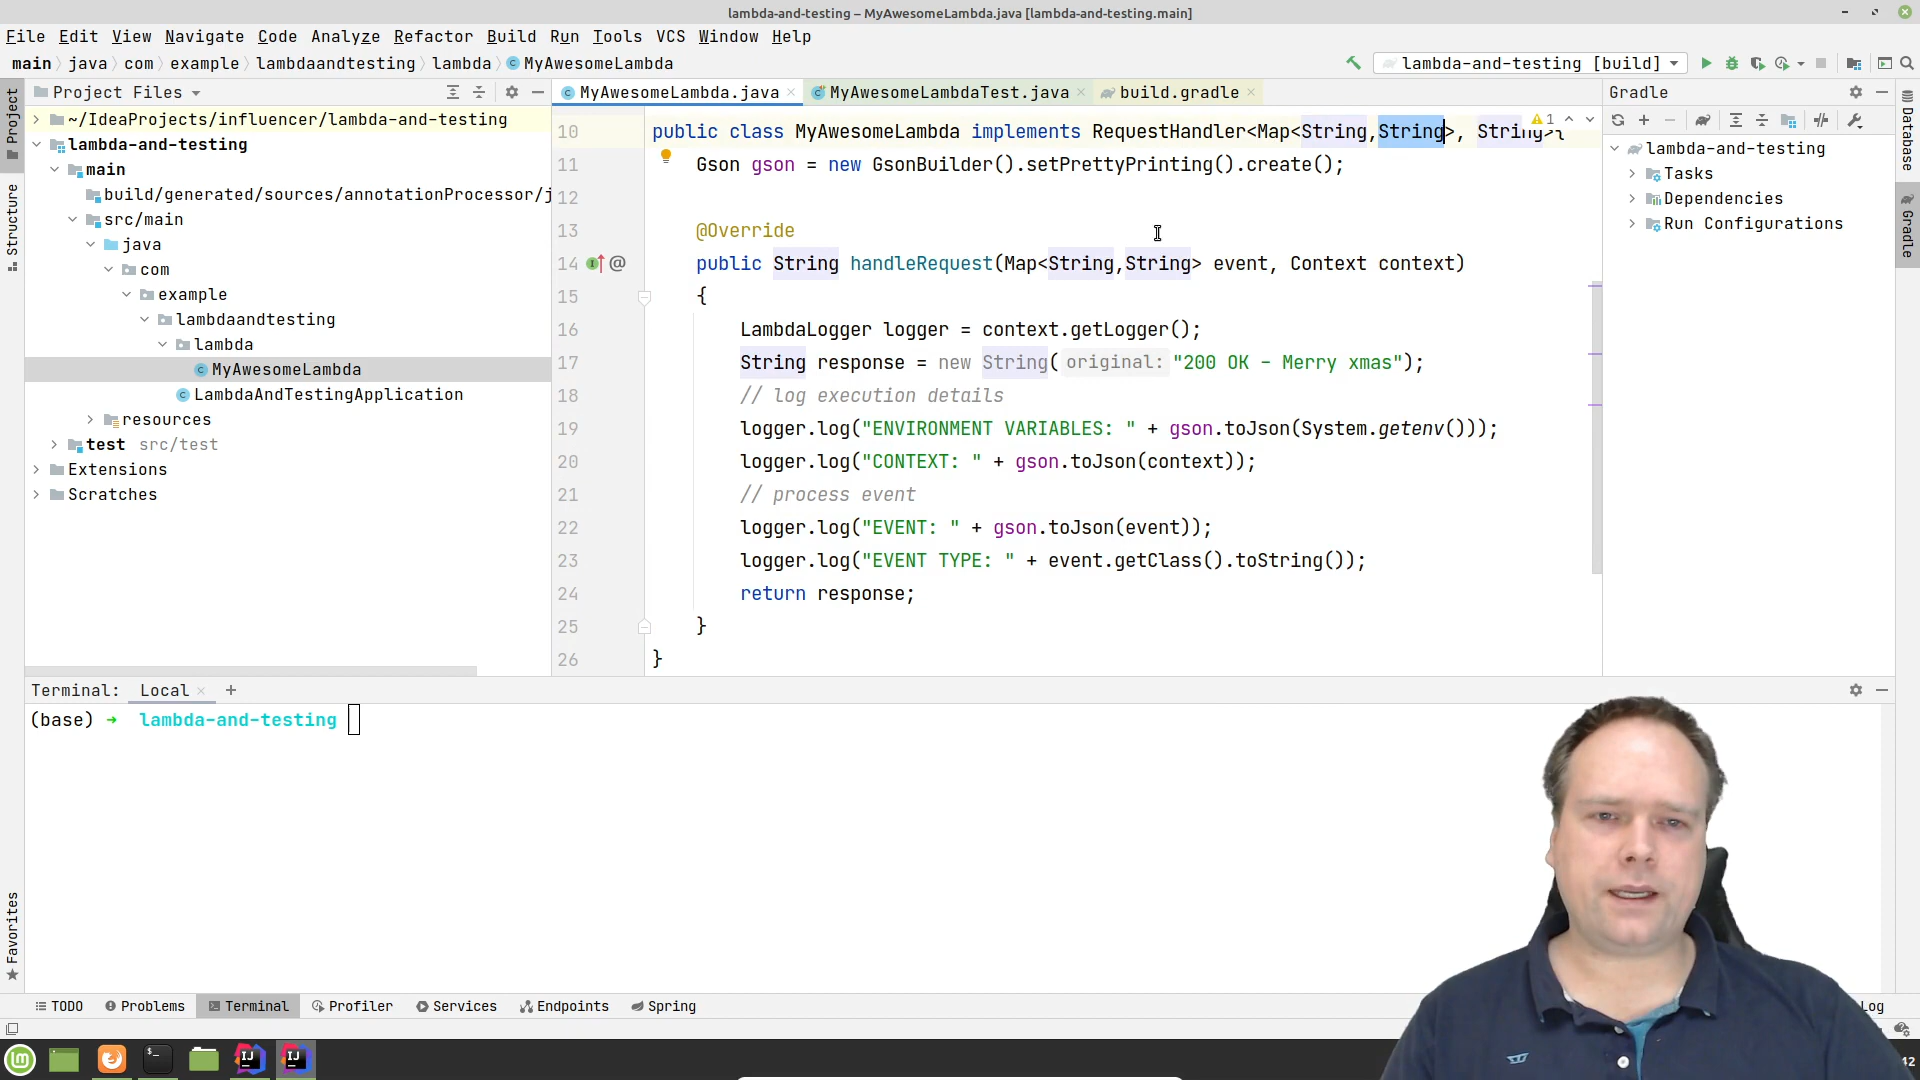 lambda-and-testing – MyAwesomeLambda.java [lambda-and-testing.main]
File Edit View Navigate Code Analyze Refactor Build Run Tools VCS Window Help
main java com example lambdaandtesting lambda MyAwesomeLambda
lambda-and-testing [build]
Project Files
MyAwesomeLambda.java MyAwesomeLambdaTest.java build.gradle
Gradle
Project
Structure
Favorites
Database
Gradle
~/IdeaProjects/influencer/lambda-and-testing
lambda-and-testing
main
build/generated/sources/annotationProcessor/j
src/main
java
com
example
lambdaandtesting
lambda
MyAwesomeLambda
LambdaAndTestingApplication
resources
test src/test
Extensions
Scratches
1
10 public class MyAwesomeLambda implements RequestHandler<Map<String,String>, String>{
11 Gson gson = new GsonBuilder().setPrettyPrinting().create();
12
13 @Override
14 public String handleRequest(Map<String,String> event, Context context)
15 {
16 LambdaLogger logger = context.getLogger();
17 String response = new String( original: "200 OK - Merry xmas");
18 // log execution details
19 logger.log("ENVIRONMENT VARIABLES: " + gson.toJson(System.getenv()));
20 logger.log("CONTEXT: " + gson.toJson(context));
21 // process event
22 logger.log("EVENT: " + gson.toJson(event));
23 logger.log("EVENT TYPE: " + event.getClass().toString());
24 return response;
25 }
26 }
lambda-and-testing
Tasks
Dependencies
Run Configurations
Terminal: Local
(base) → lambda-and-testing
TODO Problems Terminal Profiler Services Endpoints Spring
Log
42